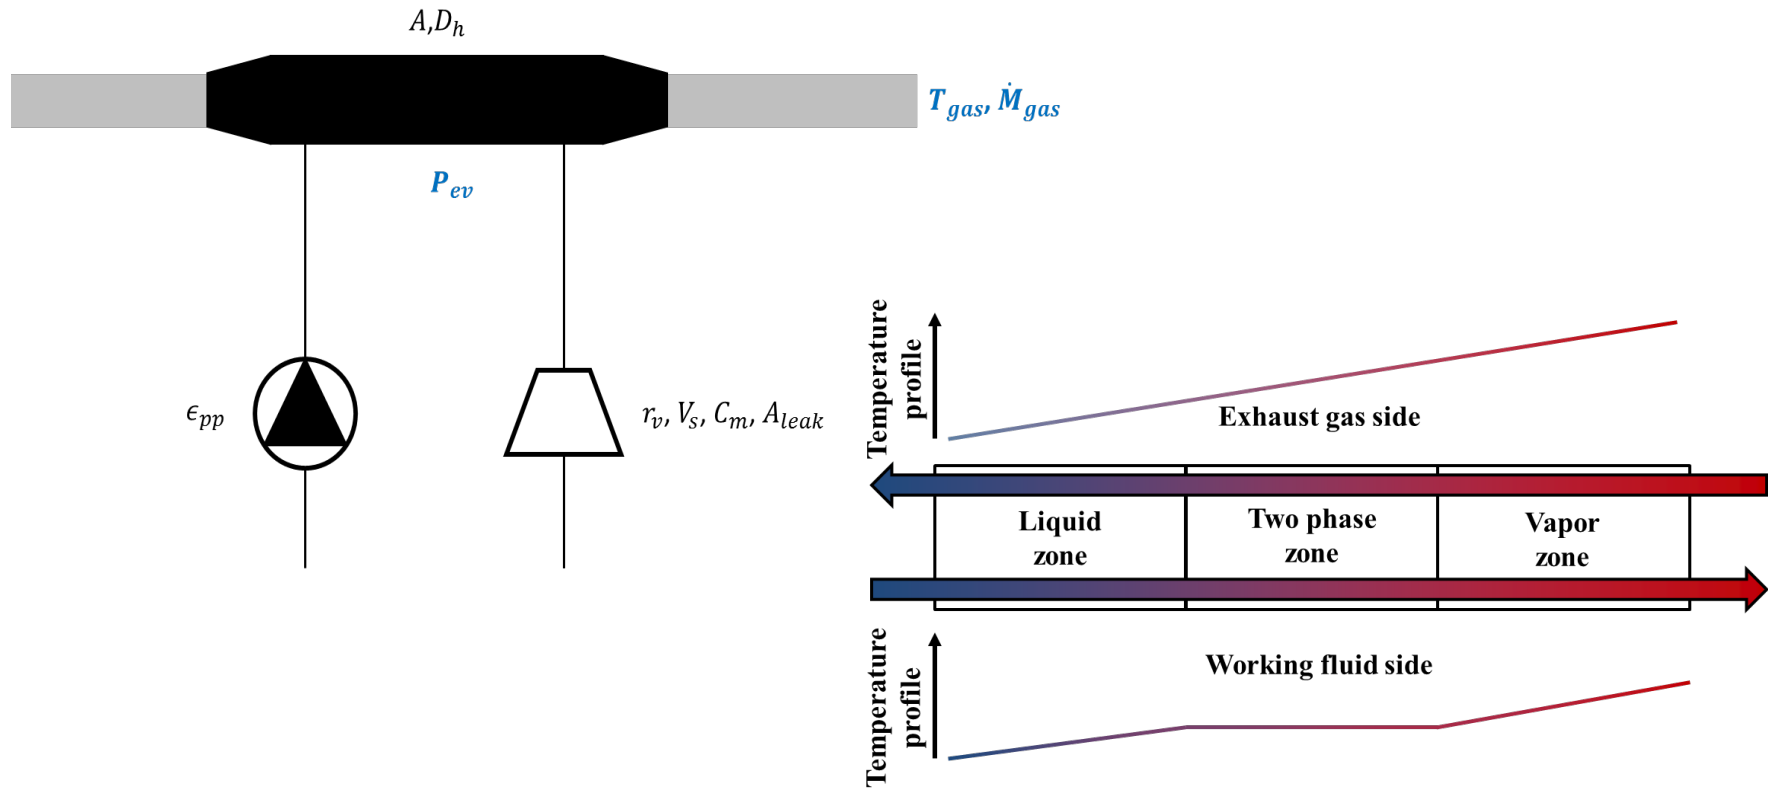 A,D_h
T_gas, Ṁ_gas
P_ev
ϵ_pp
r_v, V_s, C_m, A_leak
Temperature
profile
Exhaust gas side
Liquid
zone
Two phase
zone
Vapor
zone
Temperature
profile
Working fluid side